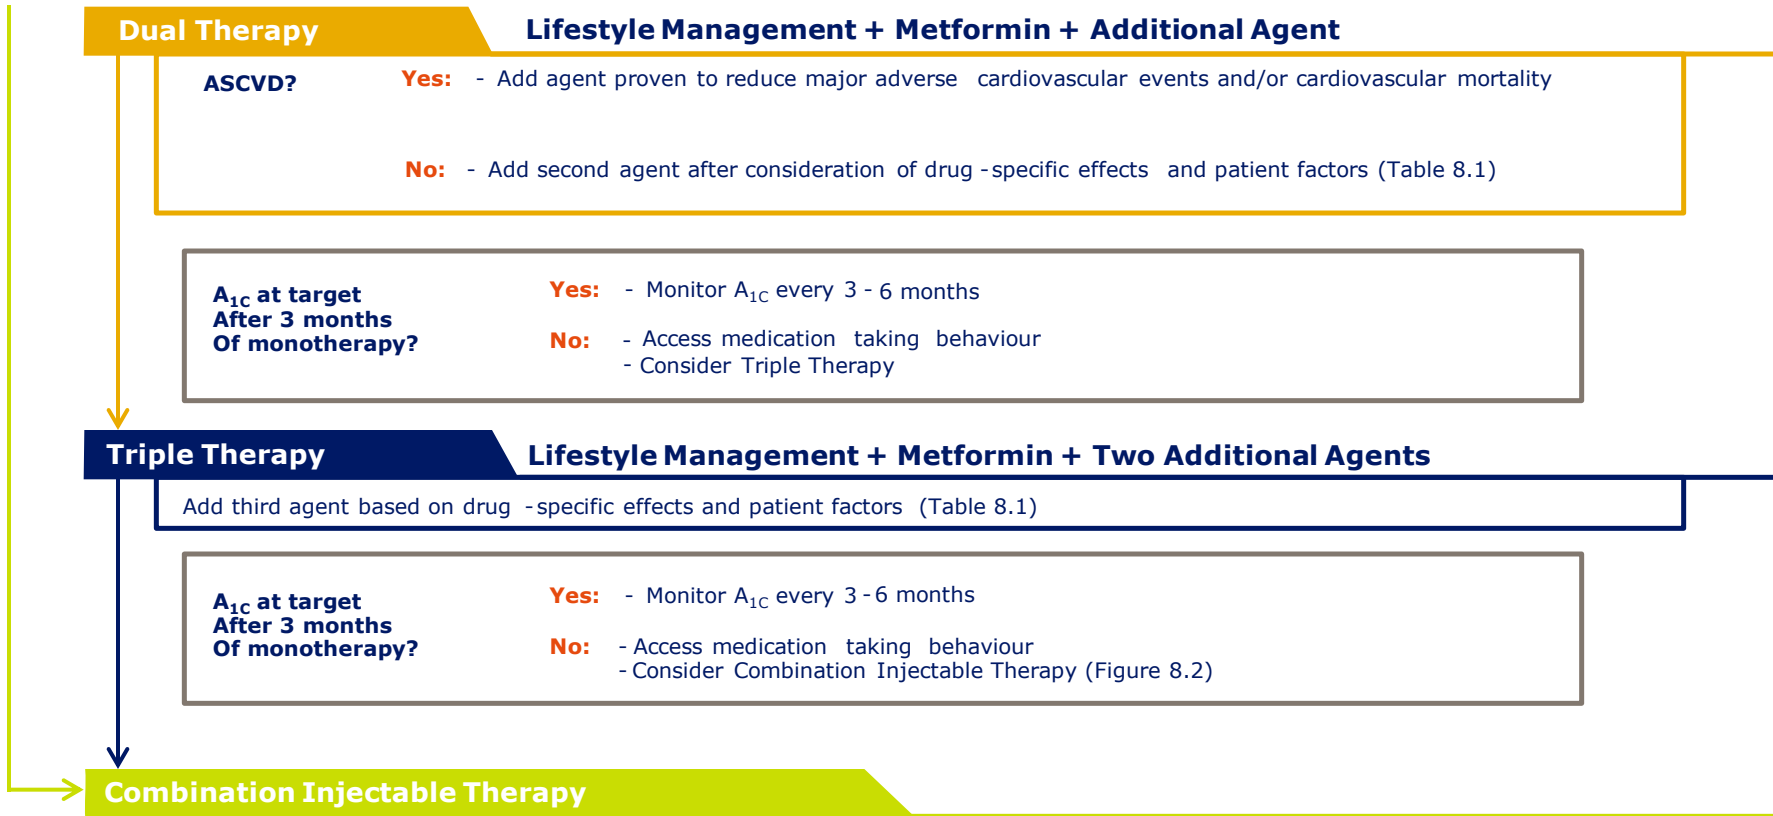 Dual Therapy
Lifestyle Management + Metformin + Additional Agent
ASCVD?
Yes: - Add agent proven to reduce major adverse cardiovascular events and/or cardiovascular mortality
No: - Add second agent after consideration of drug -specific effects and patient factors (Table 8.1)
A1C at target
After 3 months
Of monotherapy?
Yes: - Monitor A1C every 3 - 6 months
No: - Access medication taking behaviour
- Consider Triple Therapy
Triple Therapy
Lifestyle Management + Metformin + Two Additional Agents
Add third agent based on drug -specific effects and patient factors (Table 8.1)
A1C at target
After 3 months
Of monotherapy?
Yes: - Monitor A1C every 3 - 6 months
No: - Access medication taking behaviour
- Consider Combination Injectable Therapy (Figure 8.2)
Combination Injectable Therapy